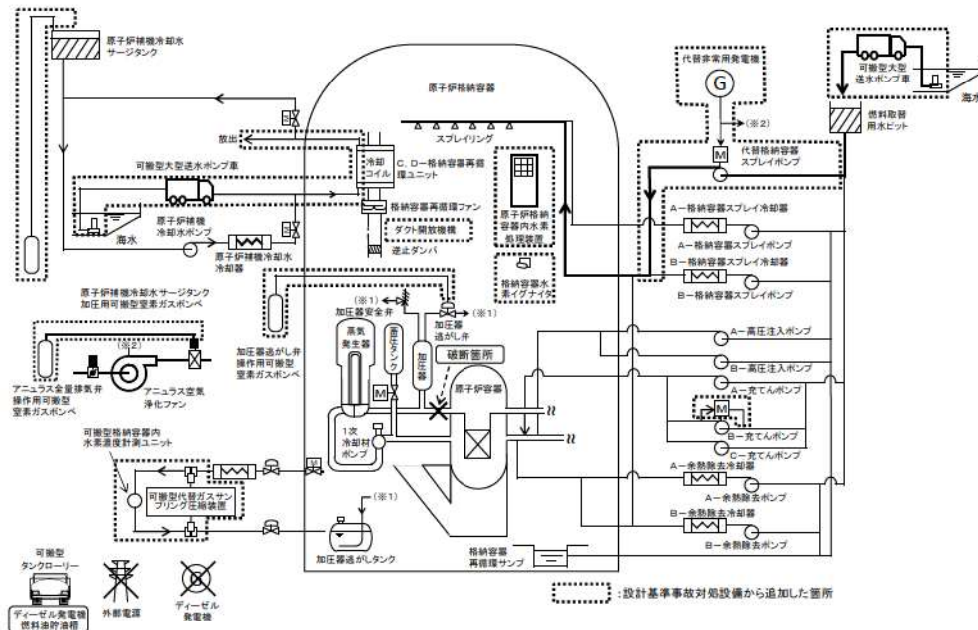 原子炉補機冷却水
サージタンク
放出
可搬型大型送水ポンプ車
海水
原子炉補機
冷却水ポンプ
原子炉補機冷却水
冷却器
原子炉補機冷却水サージタンク
加圧用可搬型窒素ガスボンベ
原子炉格納容器
スプレイリング
冷却
コイル
C、D－格納容器再循
環ユニット
格納容器再循環ファン
ダクト開放機構
逆止ダンパ
原子炉格納
容器内水素
処理装置
格納容器水
素イグナイタ
代替非常用発電機
G
(※2)
M
代替格納容器
スプレイポンプ
可搬型大型
送水ポンプ車
海水
燃料取替
用水ピット
A－格納容器スプレイ冷却器
A－格納容器スプレイポンプ
B－格納容器スプレイ冷却器
B－格納容器スプレイポンプ
(※2)
アニュラス全量排気弁
操作用可搬型
窒素ガスボンベ
アニュラス空気
浄化ファン
加圧器逃がし弁
操作用可搬型
窒素ガスボンベ
(※1)
加圧器安全弁
(※1)
加圧器
逃がし弁
蒸気
発生器
蓄圧タンク
加圧器
破断箇所
原子炉容器
M
1次
冷却材
ポンプ
A－高圧注入ポンプ
B－高圧注入ポンプ
A－充てんポンプ
M
B－充てんポンプ
C－充てんポンプ
A－余熱除去冷却器
A－余熱除去ポンプ
B－余熱除去冷却器
B－余熱除去ポンプ
可搬型格納容器内
水素濃度計測ユニット
可搬型代替ガスサン
プリング圧縮装置
M
(※1)
加圧器逃がしタンク
格納容器
再循環サンプ
可搬型
タンクローリー
ディーゼル発電機
燃料油貯油槽
外部電源
ディーゼル
発電機
：設計基準事故対処設備から追加した箇所